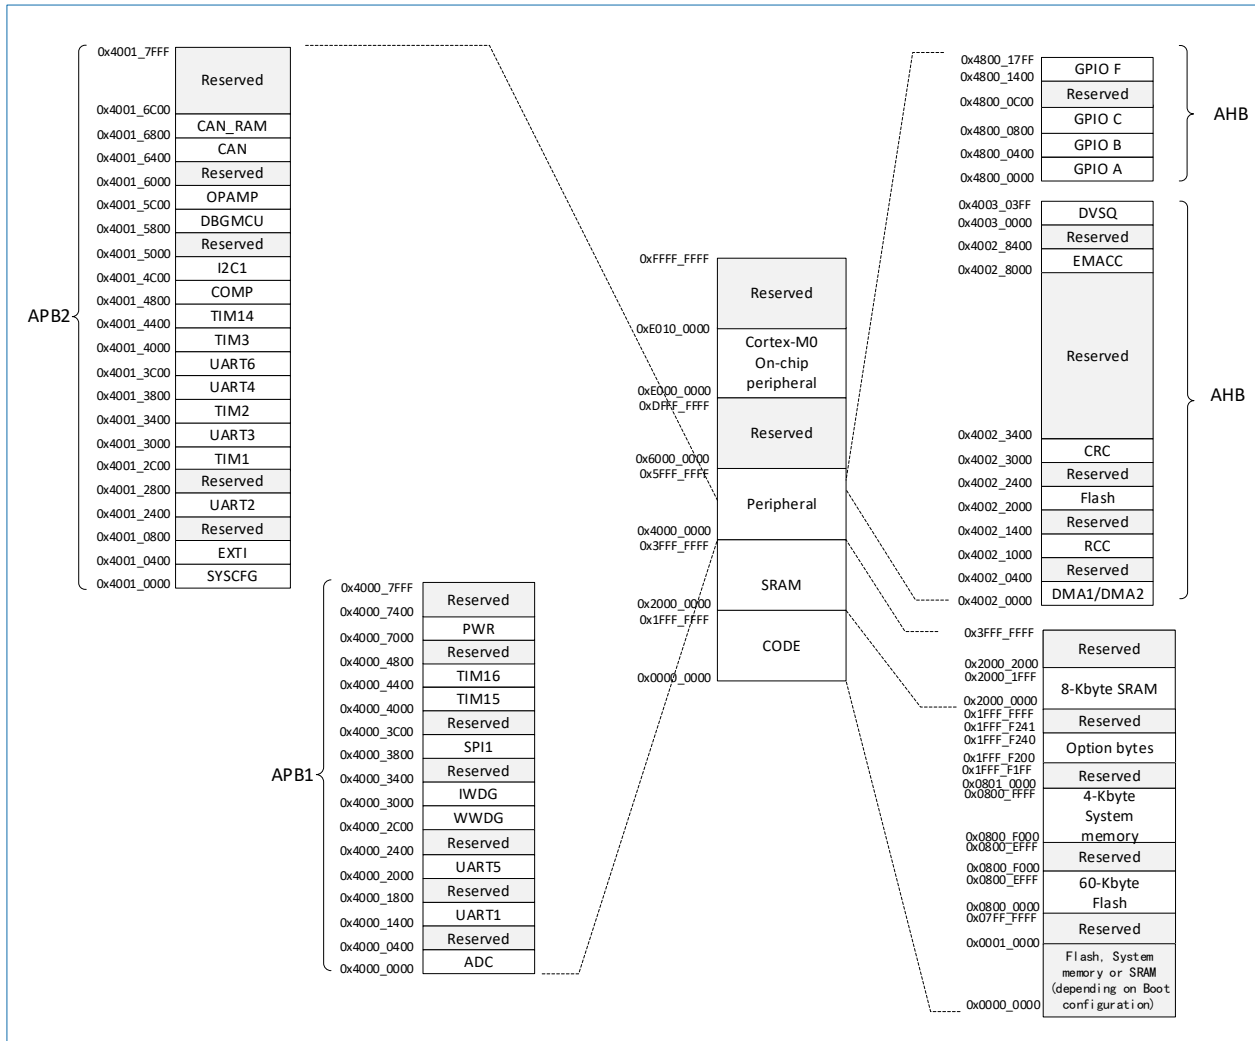 APB2
0x4001_7FFF
Reserved
0x4001_6C00
CAN_RAM
0x4001_6800
CAN
0x4001_6400
Reserved
0x4001_6000
OPAMP
0x4001_5C00
DBGMCU
0x4001_5800
Reserved
0x4001_5000
I2C1
0x4001_4C00
COMP
0x4001_4800
TIM14
0x4001_4400
TIM3
0x4001_4000
UART6
0x4001_3C00
UART4
0x4001_3800
TIM2
0x4001_3400
UART3
0x4001_3000
TIM1
0x4001_2C00
Reserved
0x4001_2800
UART2
0x4001_2400
Reserved
0x4001_0800
EXTI
0x4001_0400
SYSCFG
0x4001_0000
APB1
0x4000_7FFF
Reserved
0x4000_7400
PWR
0x4000_7000
Reserved
0x4000_4800
TIM16
0x4000_4400
TIM15
0x4000_4000
Reserved
0x4000_3C00
SPI1
0x4000_3800
Reserved
0x4000_3400
IWDG
0x4000_3000
WWDG
0x4000_2C00
Reserved
0x4000_2400
UART5
0x4000_2000
Reserved
0x4000_1800
UART1
0x4000_1400
Reserved
0x4000_0400
ADC
0x4000_0000
0xFFFF_FFFF
Reserved
0xE010_0000
Cortex-M0
On-chip
peripheral
0xE000_0000
0xDFFF_FFFF
Reserved
0x6000_0000
0x5FFF_FFFF
Peripheral
0x4000_0000
0x3FFF_FFFF
SRAM
0x2000_0000
0x1FFF_FFFF
CODE
0x0000_0000
0x4800_17FF
GPIO F
0x4800_1400
Reserved
0x4800_0C00
GPIO C
0x4800_0800
GPIO B
0x4800_0400
GPIO A
0x4800_0000
AHB
0x4003_03FF
DVSQ
0x4003_0000
Reserved
0x4002_8400
EMACC
0x4002_8000
Reserved
0x4002_3400
CRC
0x4002_3000
Reserved
0x4002_2400
Flash
0x4002_2000
Reserved
0x4002_1400
RCC
0x4002_1000
Reserved
0x4002_0400
DMA1/DMA2
0x4002_0000
AHB
0x3FFF_FFFF
Reserved
0x2000_2000
0x2000_1FFF
8-Kbyte SRAM
0x2000_0000
0x1FFF_FFFF
Reserved
0x1FFF_F241
0x1FFF_F240
Option bytes
0x1FFF_F200
0x1FFF_F1FF
Reserved
0x0801_0000
0x0800_FFFF
4-Kbyte
System
memory
0x0800_F000
0x0800_EFFF
Reserved
0x0800_F000
0x0800_EFFF
60-Kbyte
Flash
0x0800_0000
0x07FF_FFFF
Reserved
0x0001_0000
Flash, System
memory or SRAM
(depending on Boot
configuration)
0x0000_0000